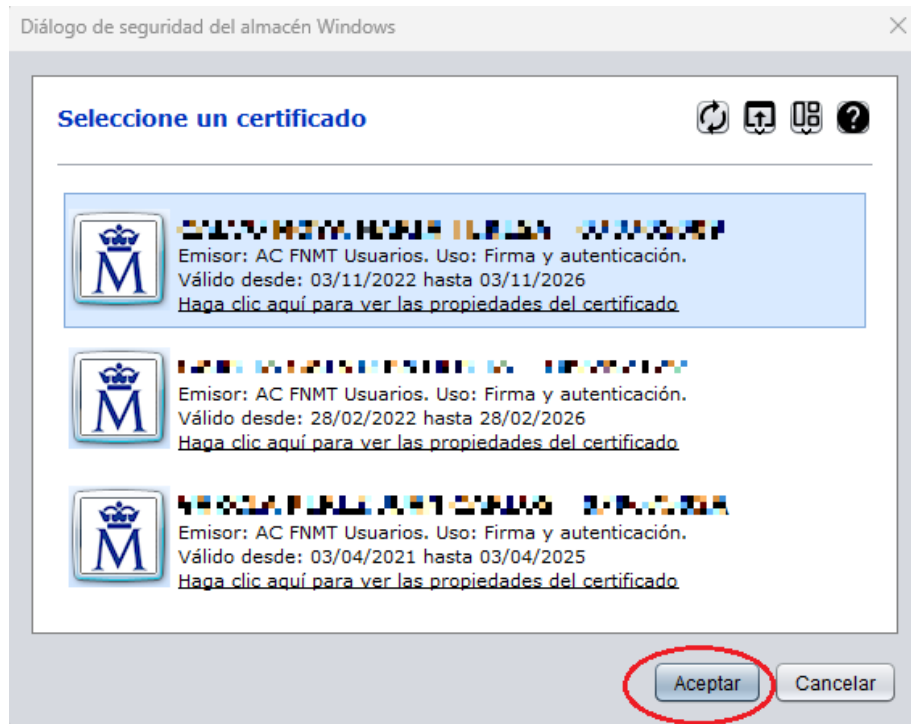 Diálogo de seguridad del almacén Windows
Seleccione un certificado
Emisor: AC FNMT Usuarios. Uso: Firma y autenticación.
Válido desde: 03/11/2022 hasta 03/11/2026
Haga clic aquí para ver las propiedades del certificado
Emisor: AC FNMT Usuarios. Uso: Firma y autenticación.
Válido desde: 28/02/2022 hasta 28/02/2026
Haga clic aquí para ver las propiedades del certificado
Emisor: AC FNMT Usuarios. Uso: Firma y autenticación.
Válido desde: 03/04/2021 hasta 03/04/2025
Haga clic aquí para ver las propiedades del certificado
Aceptar Cancelar